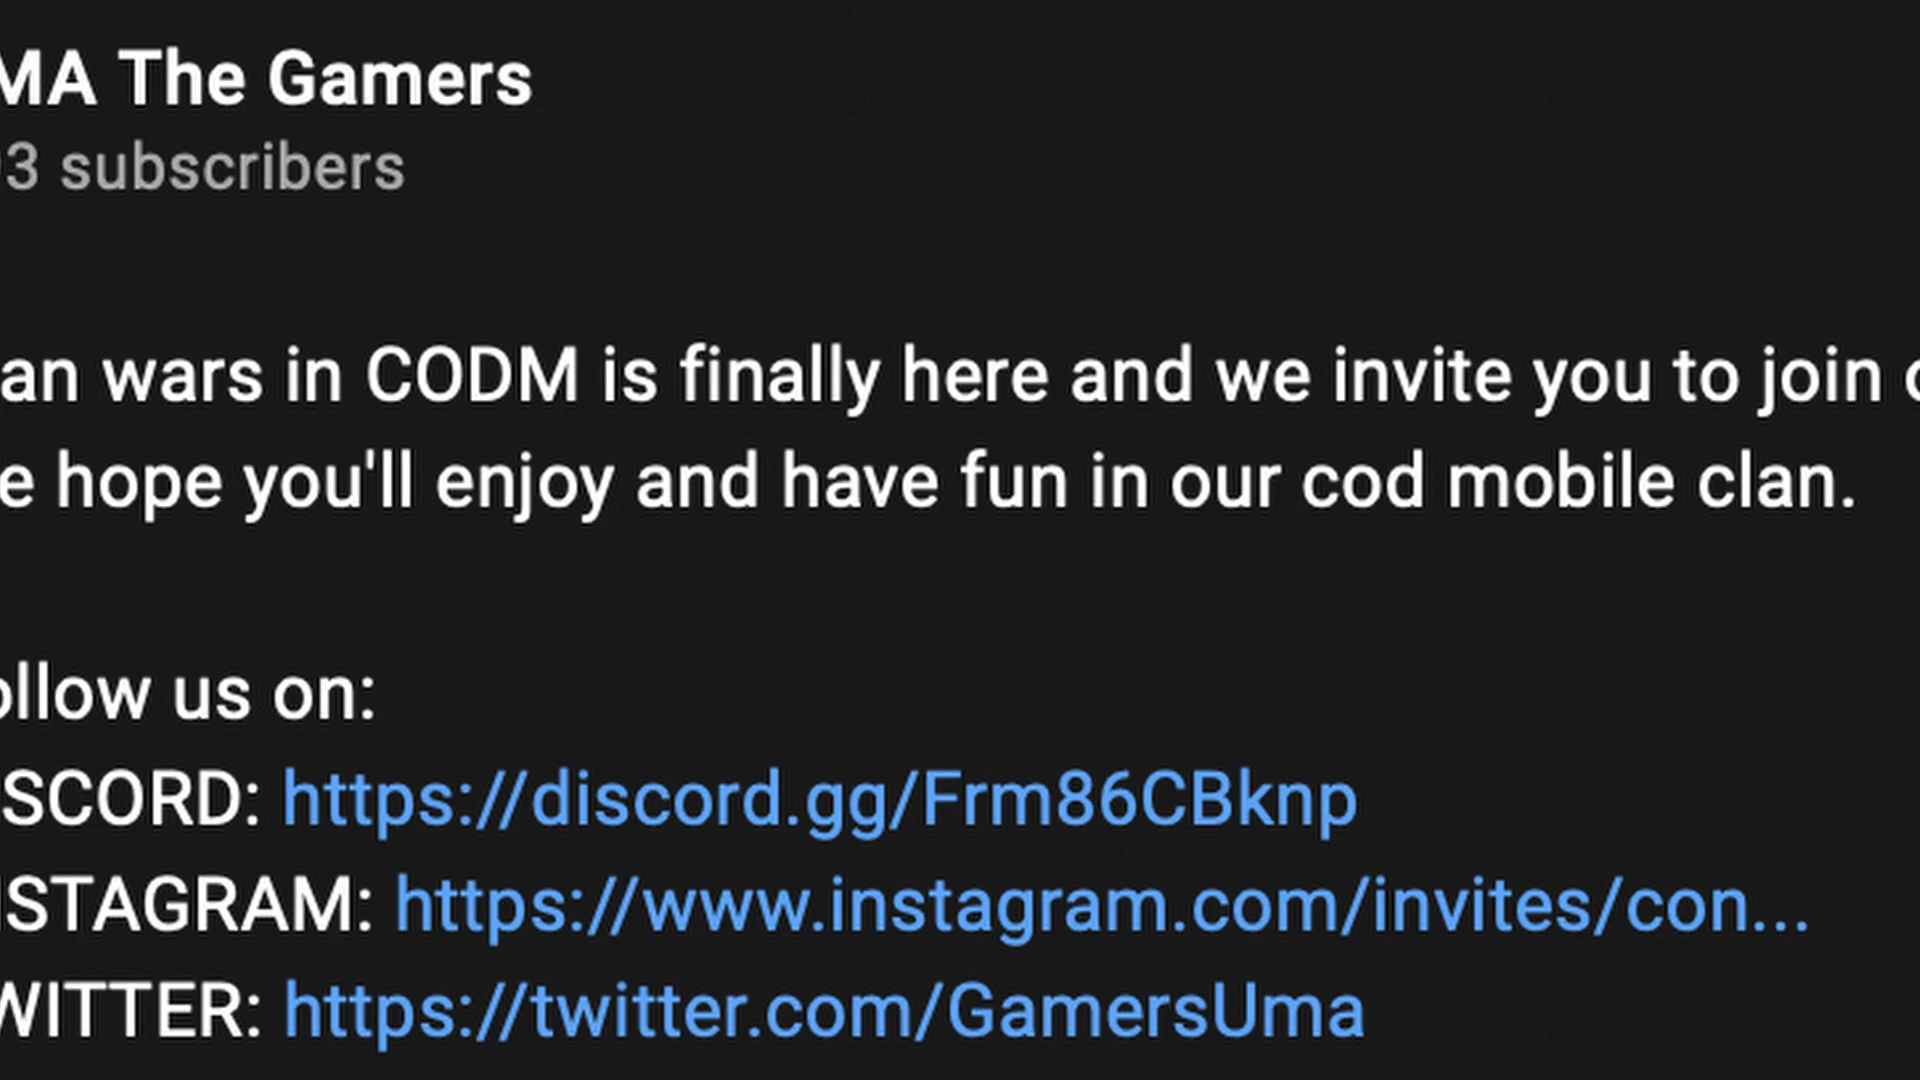 MA The Gamers
3 subscribers
an wars in CODM is finally here and we invite you to join
e hope you'll enjoy and have fun in our cod mobile clan.
ollow us on:
SCORD: https://discord.gg/Frm86CBknp
NSTAGRAM: https://www.instagram.com/invites/con...
WITTER: https://twitter.com/GamersUma